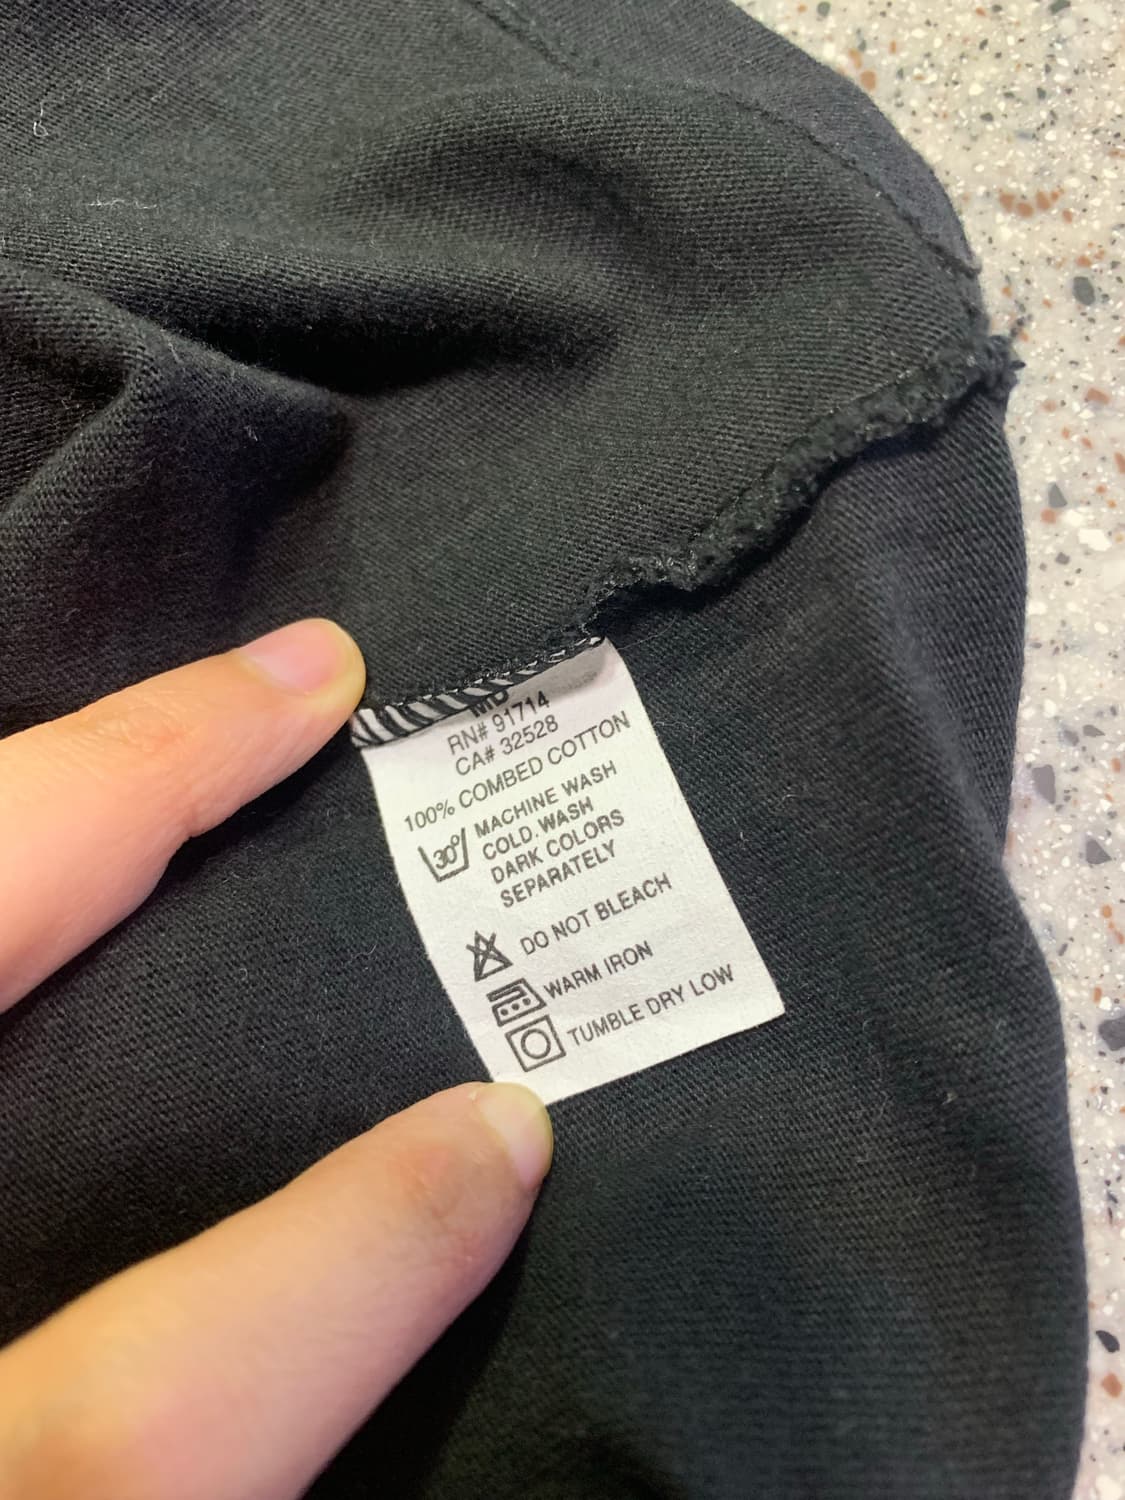 RN# 91714
CA# 32528
100% COMBED COTTON
30° MACHINE WASH
COLD. WASH
DARK COLORS
SEPARATELY
DO NOT BLEACH
WARM IRON
TUMBLE DRY LOW